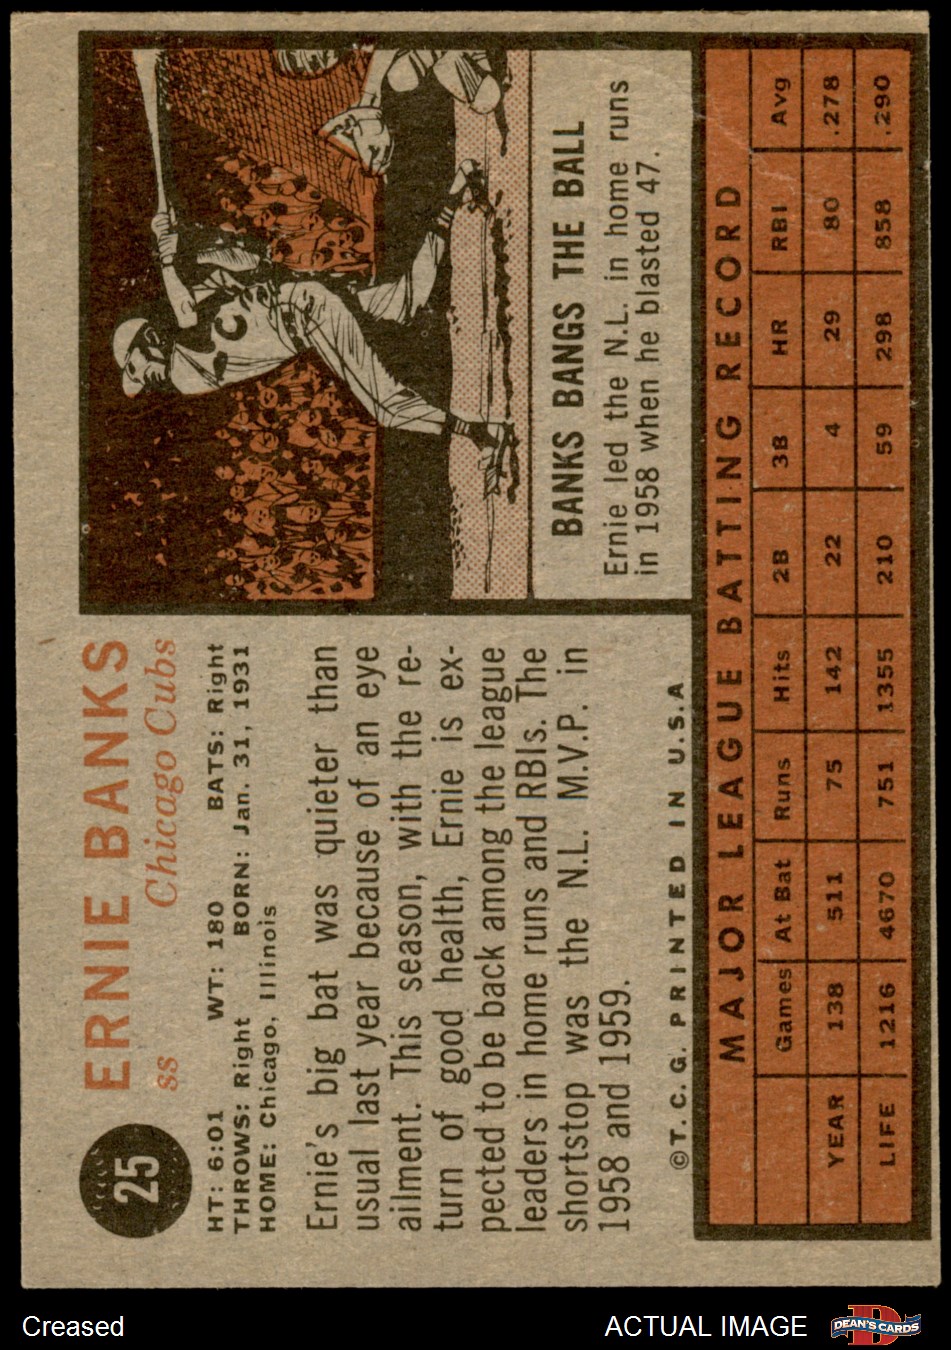 25
ERNIE BANKS
ss Chicago Cubs
HT: 6:01 WT: 180 BATS: Right
THROWS: Right BORN: Jan. 31, 1931
HOME: Chicago, Illinois
Ernie's big bat was quieter than
usual last year because of an eye
ailment. This season, with the re-
turn of good health, Ernie is ex-
pected to be back among the league
leaders in home runs and RBIs. The
shortstop was the N.L. M.V.P. in
1958 and 1959.
©T.C.G. PRINTED IN U.S.A
C
BANKS BANGS THE BALL
Ernie led the N.L. in home runs
in 1958 when he blasted 47.
MAJOR LEAGUE BATTING RECORD
Games At Bat Runs Hits 2B 3B HR RBI Avg
YEAR 138 511 75 142 22 4 29 80 .278
LIFE 1216 4670 751 1355 210 59 298 858 .290
Creased
ACTUAL IMAGE
D
DEAN'S CARDS